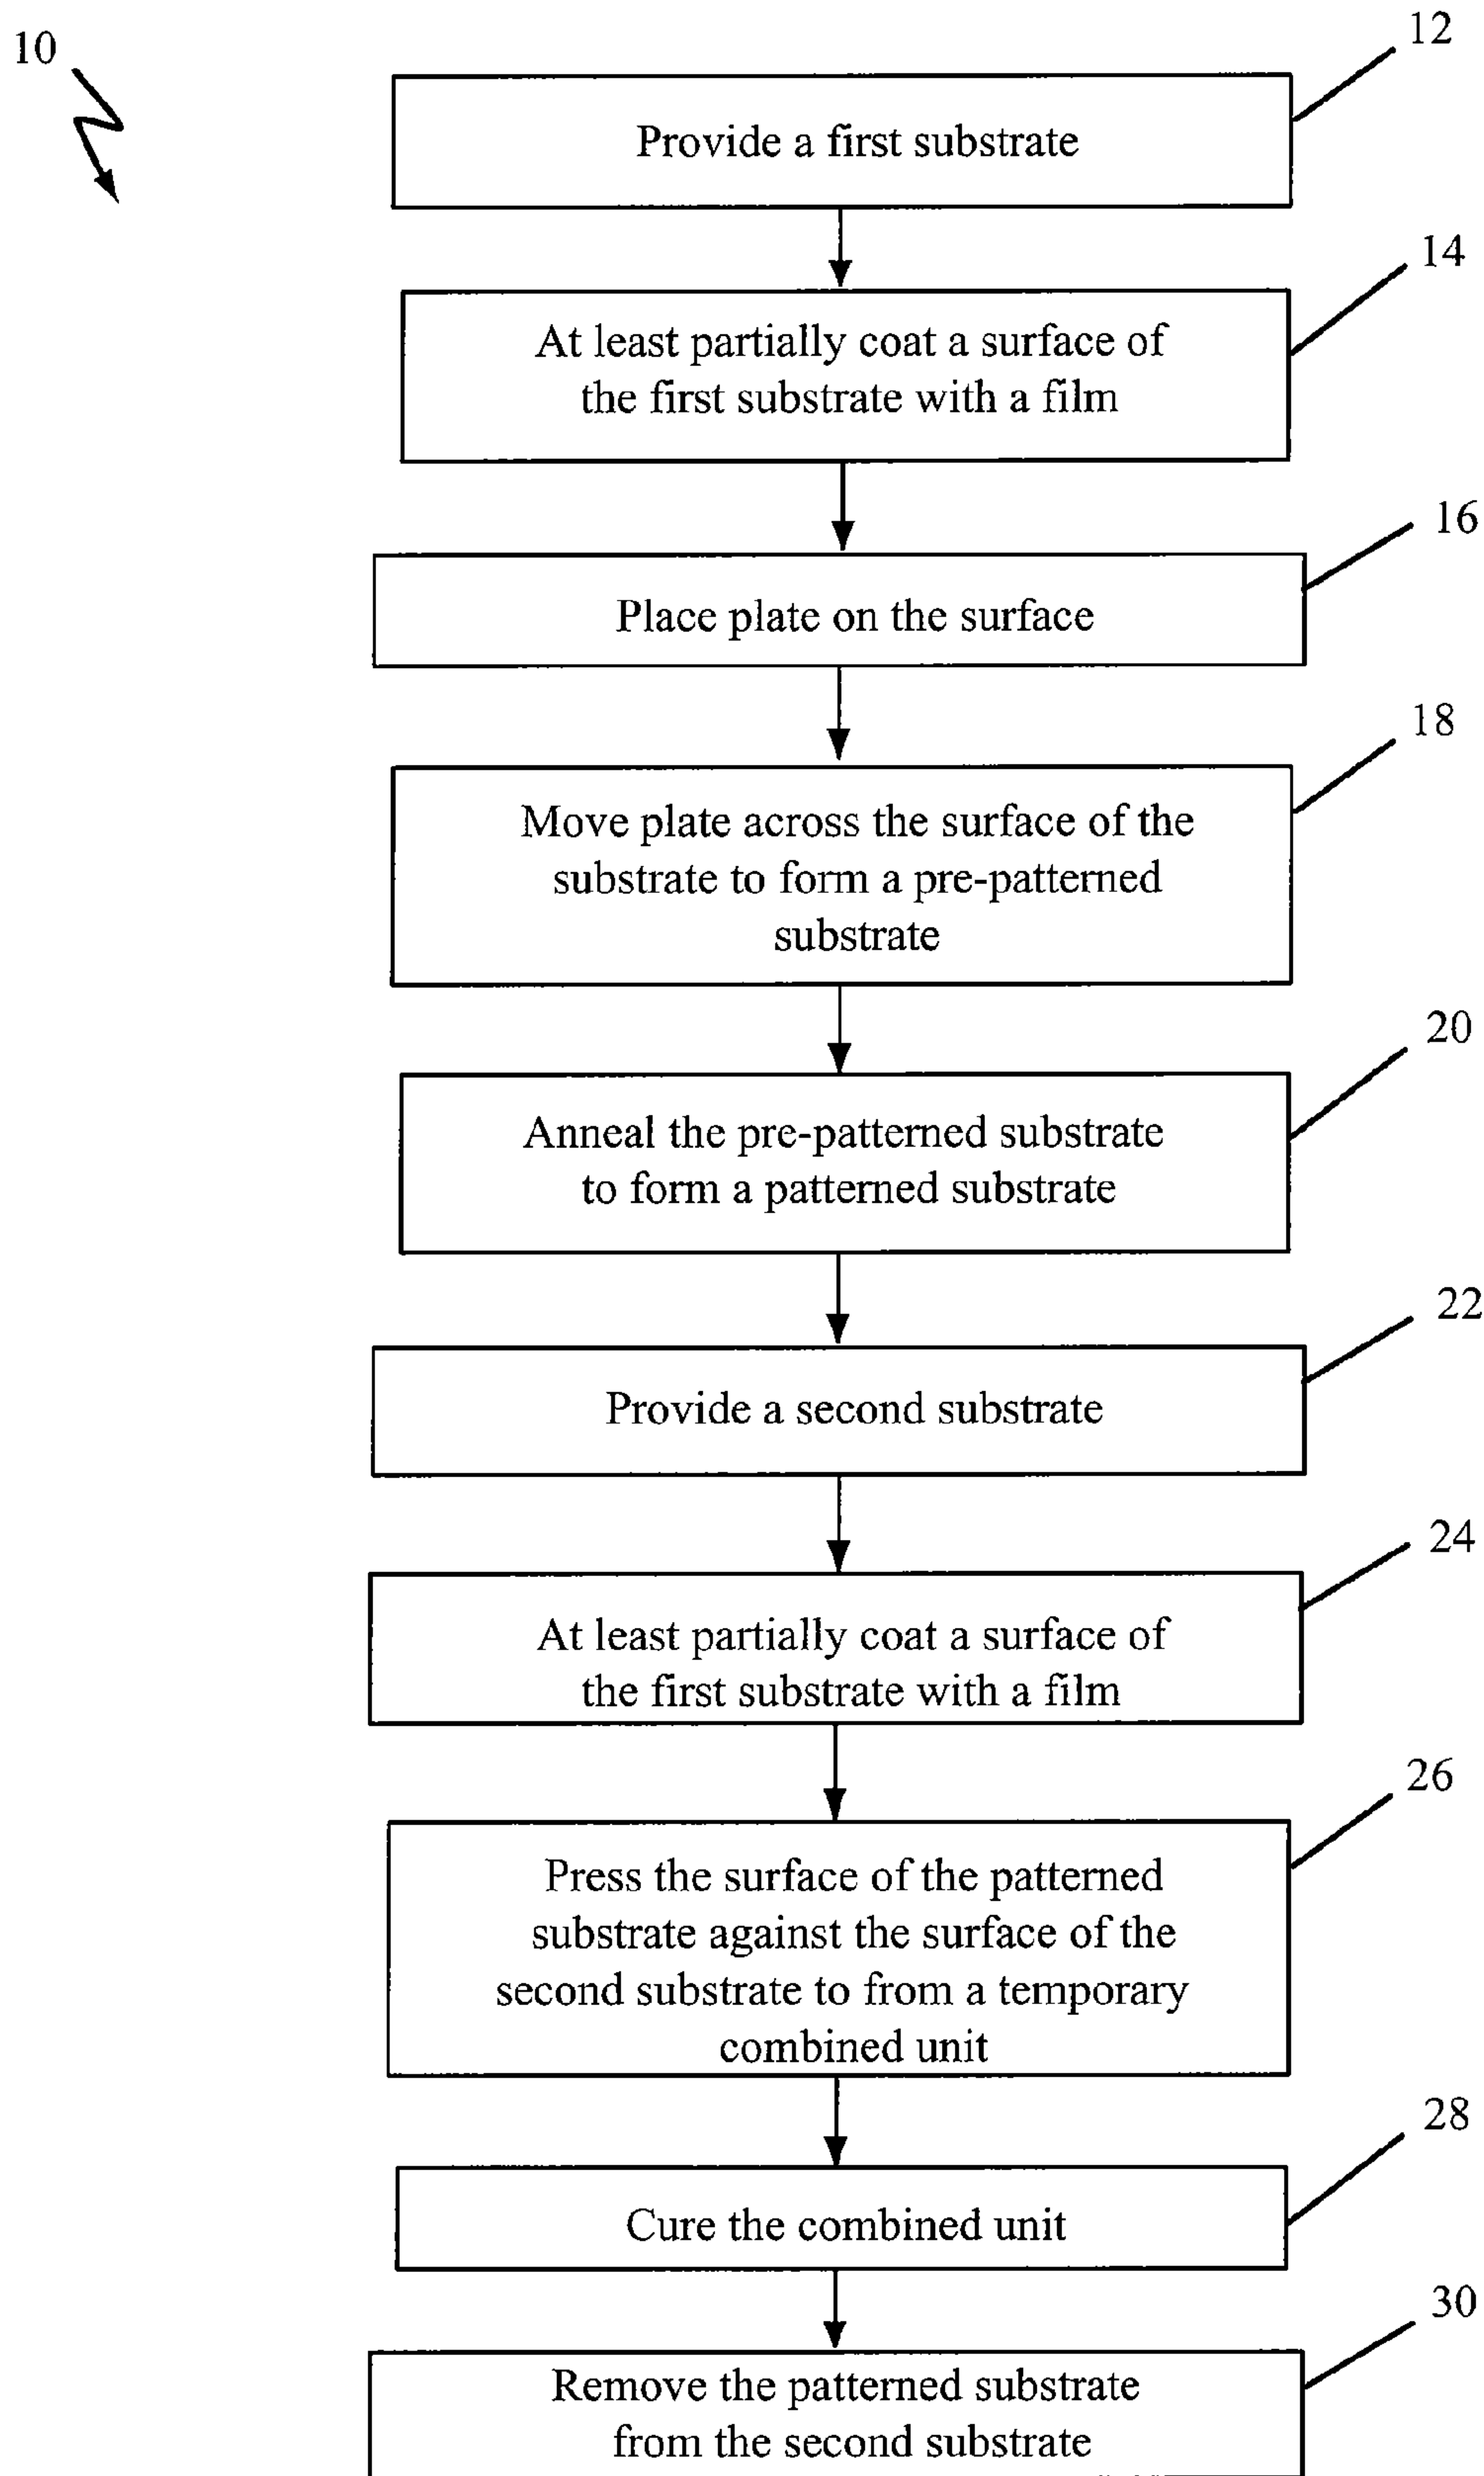 10
12
Provide a first substrate
14
At least partially coat a surface of
the first substrate with a film
16
Place plate on the surface
18
Move plate across the surface of the
substrate to form a pre-patterned
substrate
20
Anneal the pre-patterned substrate
to form a patterned substrate
22
Provide a second substrate
24
At least partially coat a surface of
the first substrate with a film
26
Press the surface of the patterned
substrate against the surface of the
second substrate to from a temporary
combined unit
28
Cure the combined unit
30
Remove the patterned substrate
from the second substrate